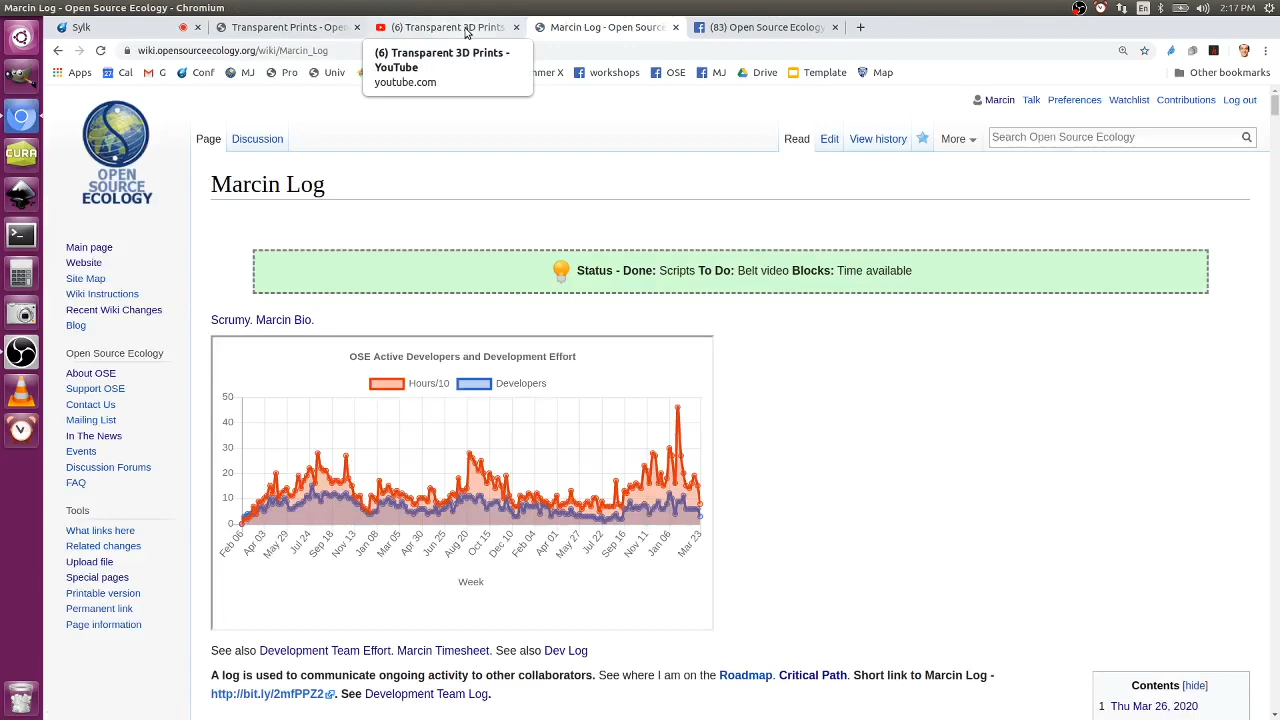 Marcin Log - Open Source Ecology - Chromium
En
2:17 PM
Sylk
Transparent Prints - Open
(6) Transparent 3D Prints
Marcin Log - Open Source
(83) Open Source Ecology
wiki.opensourceecology.org/wiki/Marcin_Log
(6) Transparent 3D Prints -
YouTube
youtube.com
Apps
Cal
G
Conf
MJ
Pro
Univ
mmer X
workshops
OSE
MJ
Drive
Template
Map
Other bookmarks
Marcin
Talk
Preferences
Watchlist
Contributions
Log out
Page
Discussion
Read
Edit
View history
More
Search Open Source Ecology
CURA
OPEN
SOURCE
ECOLOGY
Marcin Log
Status - Done: Scripts To Do: Belt video Blocks: Time available
Main page
Website
Site Map
Wiki Instructions
Recent Wiki Changes
Blog
Open Source Ecology
About OSE
Support OSE
Contact Us
Mailing List
In The News
Events
Discussion Forums
FAQ
Tools
What links here
Related changes
Upload file
Special pages
Printable version
Permanent link
Page information
Scrumy. Marcin Bio.
OSE Active Developers and Development Effort
Hours/10
Developers
50
40
30
20
10
0
Feb 06
Apr 03
May 29
Jul 24
Sep 18
Nov 13
Jan 08
Mar 05
Apr 30
Jun 25
Aug 20
Oct 15
Dec 10
Feb 04
Apr 01
May 27
Jul 22
Sep 16
Nov 11
Jan 06
Mar 23
Week
See also Development Team Effort. Marcin Timesheet. See also Dev Log
A log is used to communicate ongoing activity to other collaborators. See where I am on the Roadmap. Critical Path. Short link to Marcin Log -
http://bit.ly/2mfPPZ2. See Development Team Log.
Contents [hide]
1 Thu Mar 26, 2020